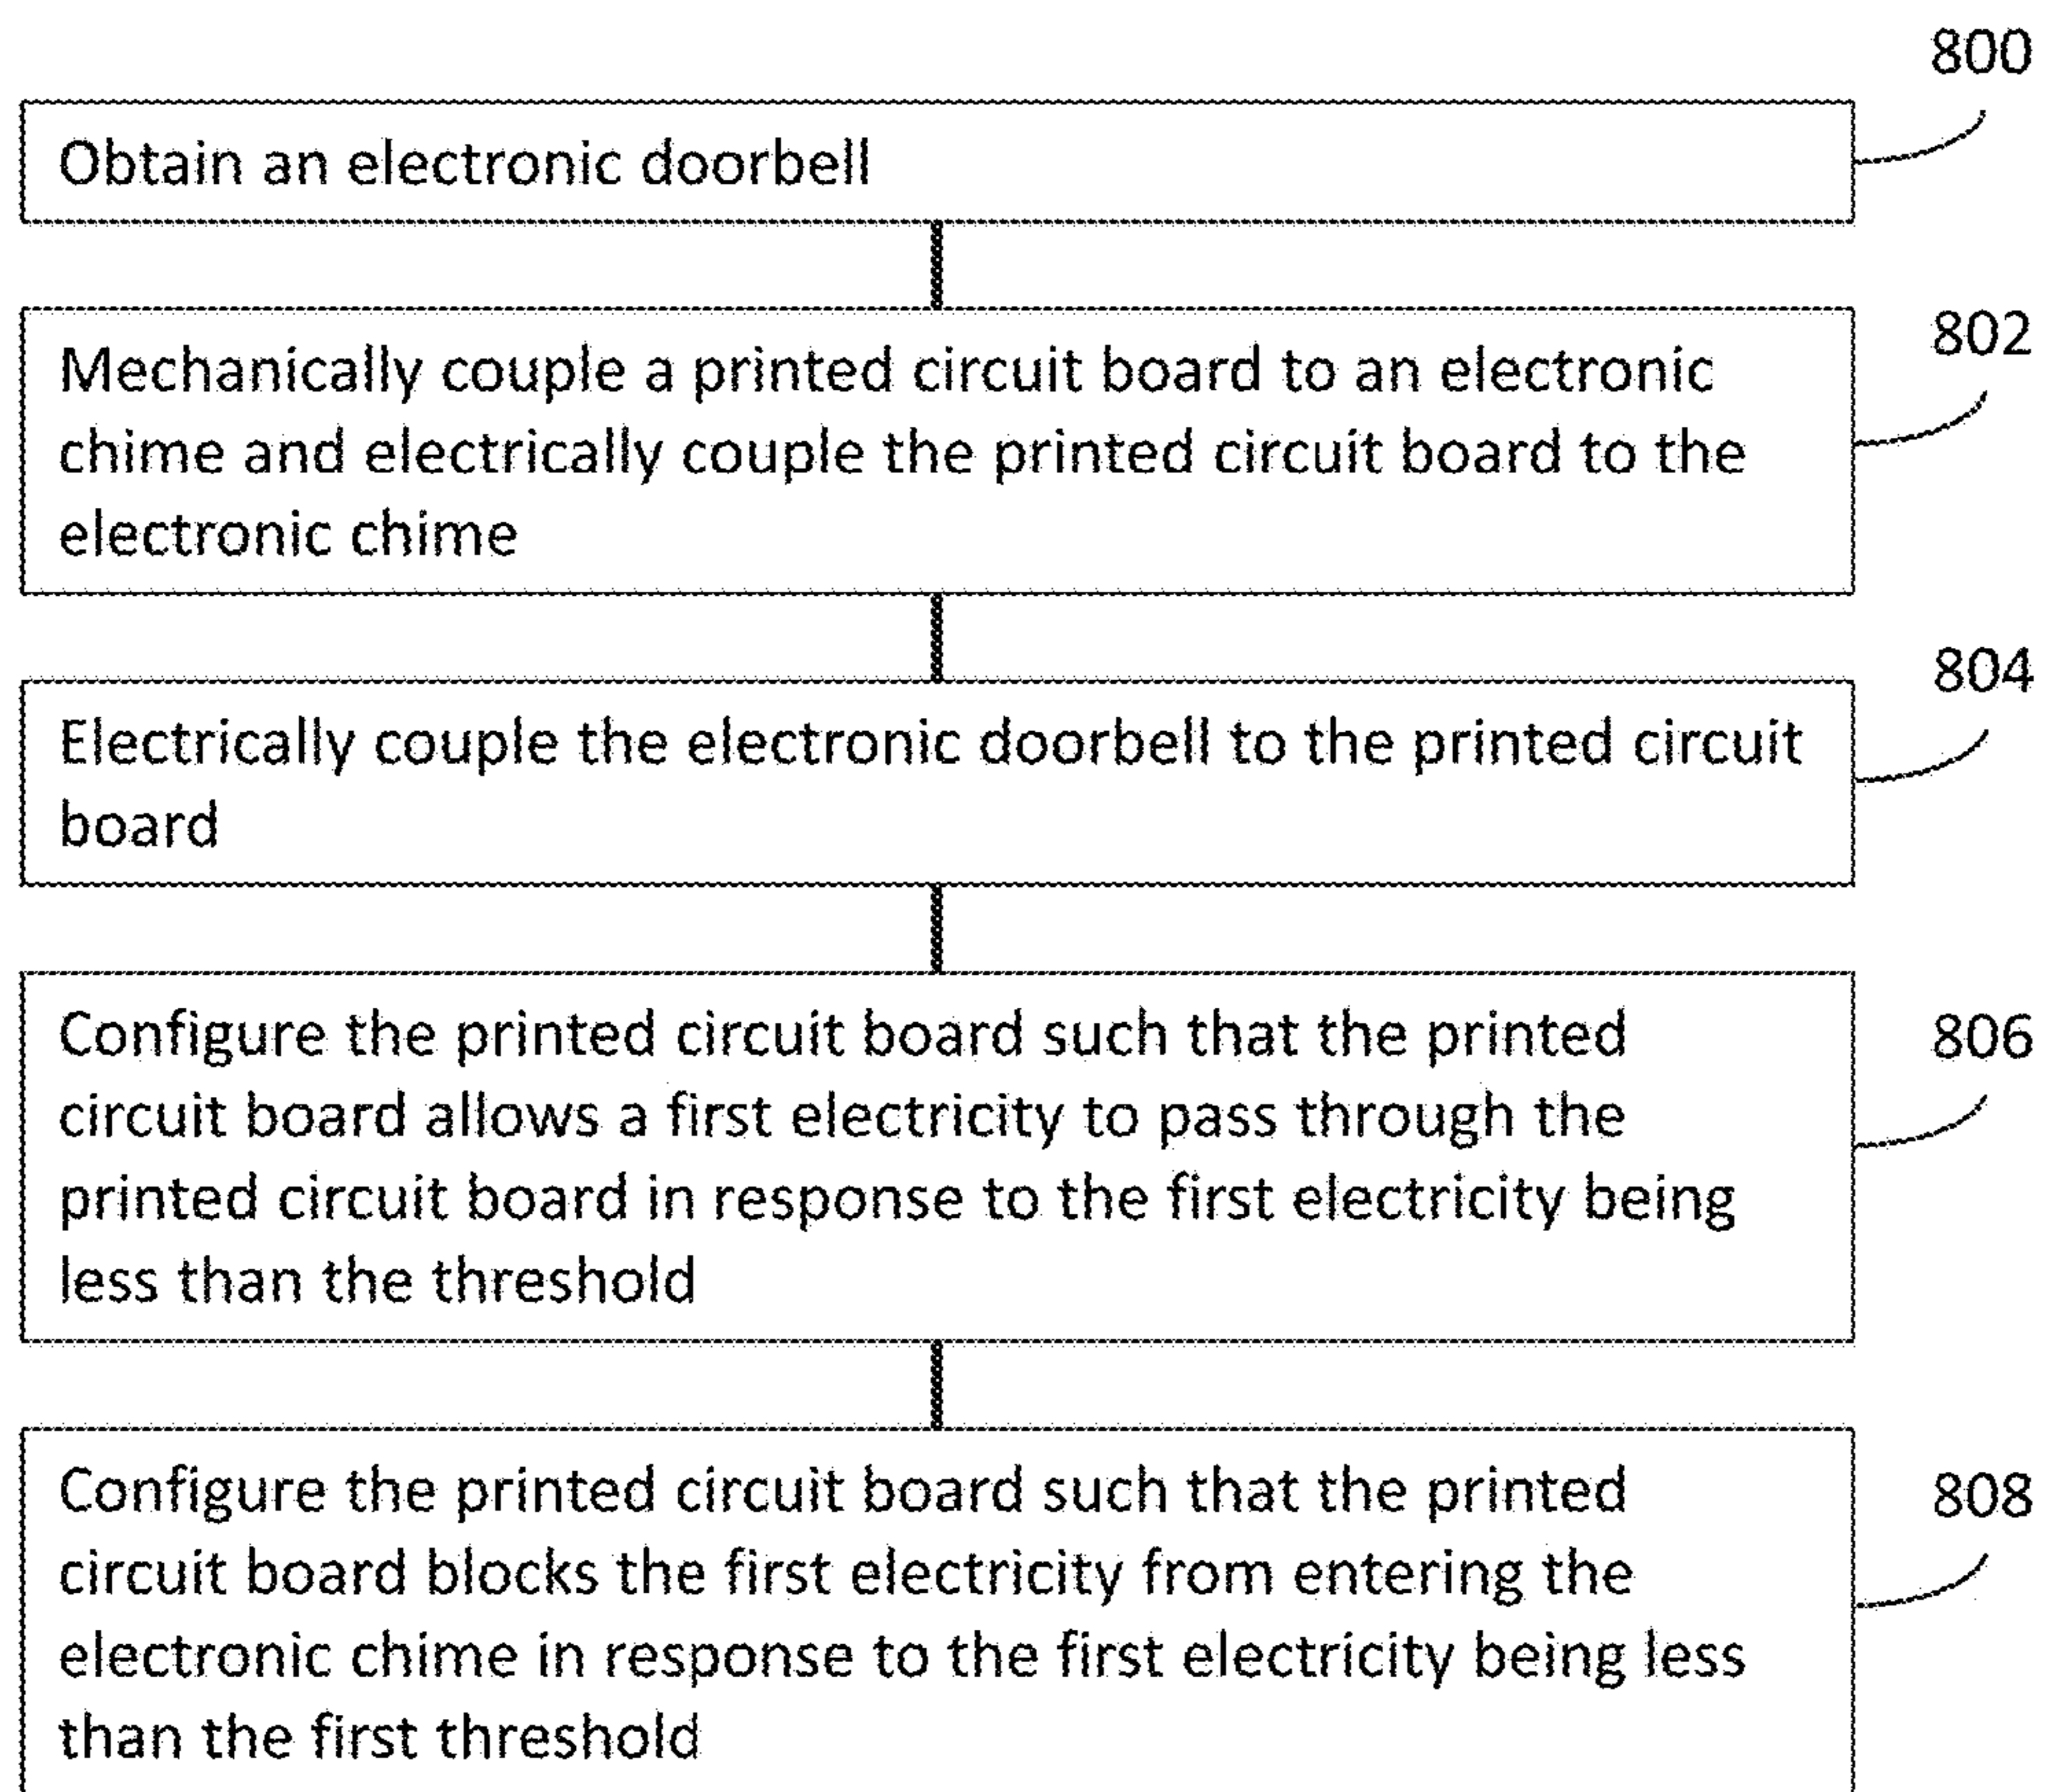 800
Obtain an electronic doorbell
802
Mechanically couple a printed circuit board to an electronic
chime and electrically couple the printed circuit board to the
electronic chime
804
Electrically couple the electronic doorbell to the printed circuit
board
806
Configure the printed circuit board such that the printed
circuit board allows a first electricity to pass through the
printed circuit board in response to the first electricity being
less than the threshold
808
Configure the printed circuit board such that the printed
circuit board blocks the first electricity from entering the
electronic chime in response to the first electricity being less
than the first threshold